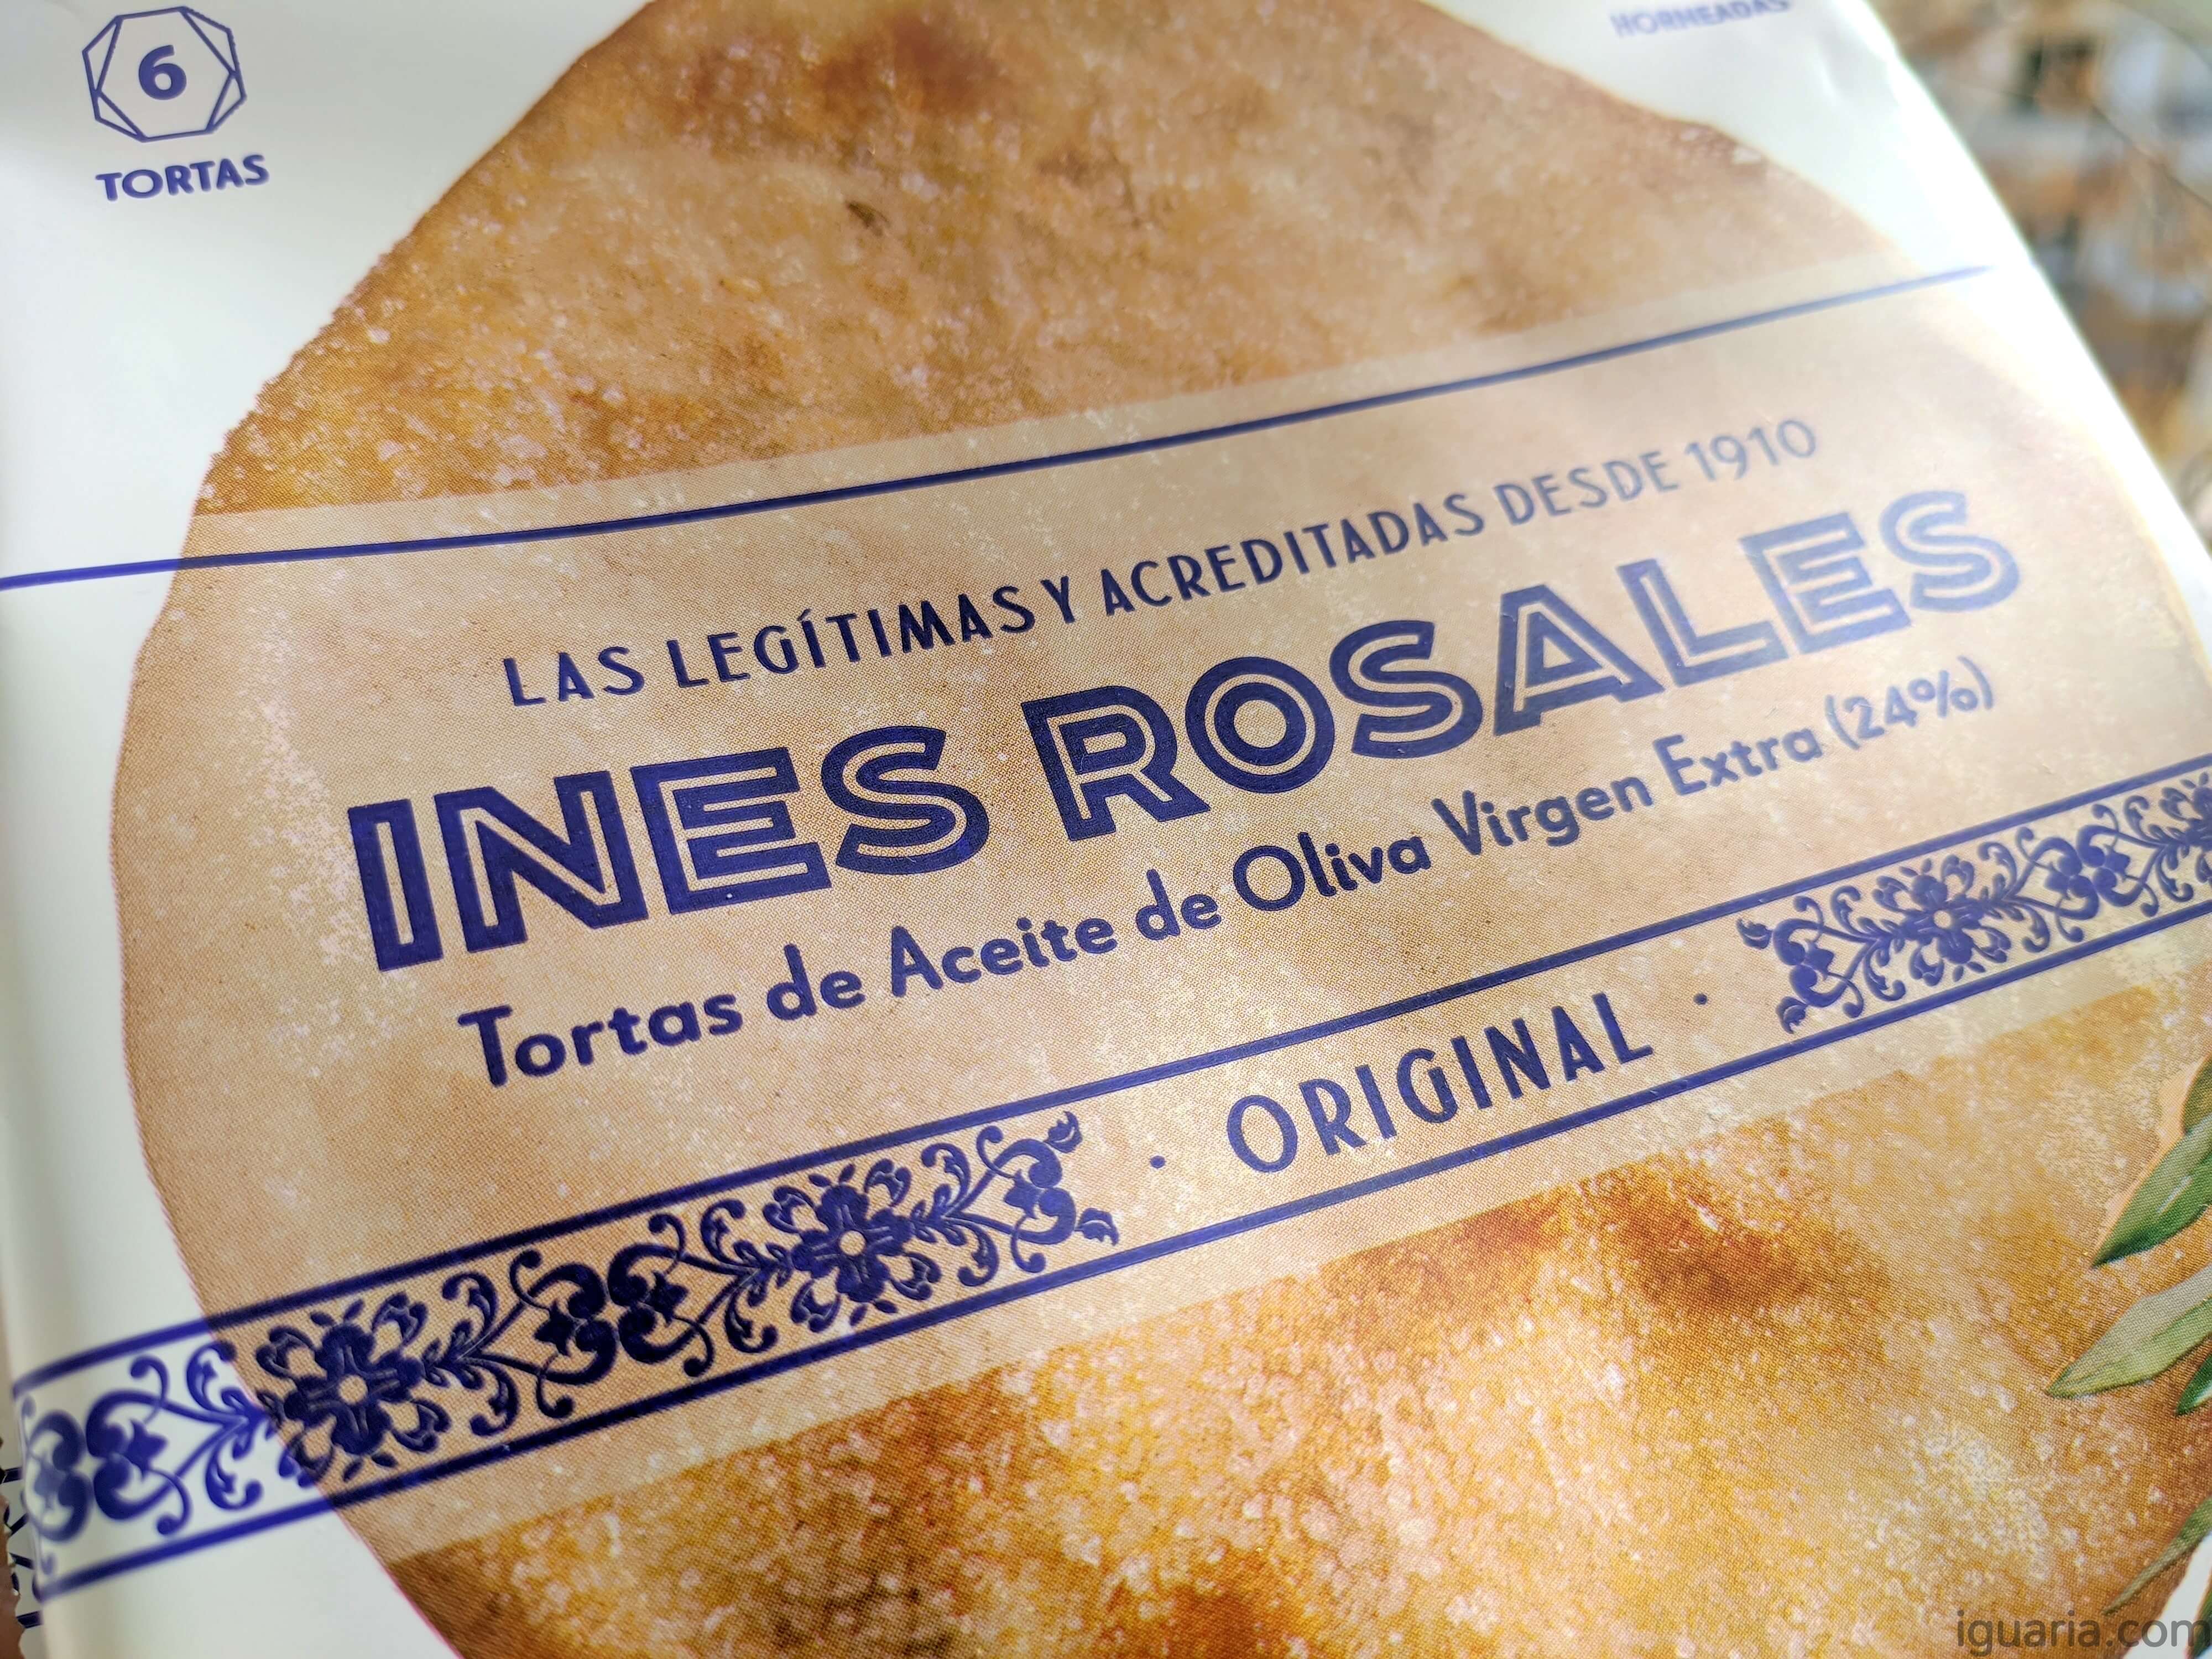 6
TORTAS
HORNEADAS
LAS LEGÍTIMAS Y ACREDITADAS DESDE 1910
INES ROSALES
Tortas de Aceite de Oliva Virgen Extra (24%)
· ORIGINAL ·
iguaria.com